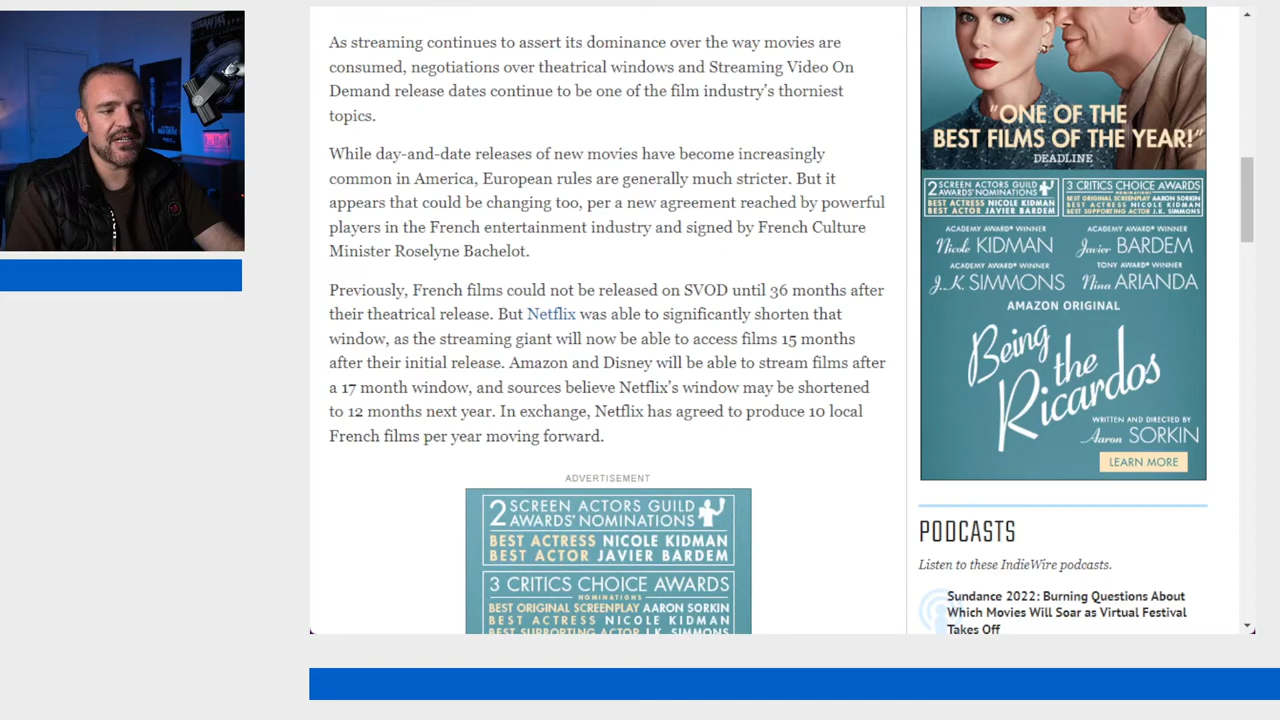 As streaming continues to assert its dominance over the way movies are
consumed, negotiations over theatrical windows and Streaming Video On
Demand release dates continue to be one of the film industry's thorniest
topics.
While day-and-date releases of new movies have become increasingly
common in America, European rules are generally much stricter. But it
appears that could be changing too, per a new agreement reached by powerful
players in the French entertainment industry and signed by French Culture
Minister Roselyne Bachelot.
Previously, French films could not be released on SVOD until 36 months after
their theatrical release. But Netflix was able to significantly shorten that
window, as the streaming giant will now be able to access films 15 months
after their initial release. Amazon and Disney will be able to stream films after
a 17 month window, and sources believe Netflix's window may be shortened
to 12 months next year. In exchange, Netflix has agreed to produce 10 local
French films per year moving forward.
ADVERTISEMENT
2 SCREEN ACTORS GUILD
AWARDS® NOMINATIONS
BEST ACTRESS NICOLE KIDMAN
BEST ACTOR JAVIER BARDEM
3 CRITICS CHOICE AWARDS
NOMINATIONS
BEST ORIGINAL SCREENPLAY AARON SORKIN
BEST ACTRESS NICOLE KIDMAN
BEST SUPPORTING ACTOR J.K. SIMMONS
"ONE OF THE
BEST FILMS OF THE YEAR!"
DEADLINE
2 SCREEN ACTORS GUILD
AWARDS® NOMINATIONS
BEST ACTRESS NICOLE KIDMAN
BEST ACTOR JAVIER BARDEM
3 CRITICS CHOICE AWARDS
NOMINATIONS
BEST ORIGINAL SCREENPLAY AARON SORKIN
BEST ACTRESS NICOLE KIDMAN
BEST SUPPORTING ACTOR J.K. SIMMONS
ACADEMY AWARD® WINNER
Nicole KIDMAN
ACADEMY AWARD® WINNER
Javier BARDEM
ACADEMY AWARD® WINNER
J.K. SIMMONS
TONY AWARD® WINNER
Nina ARIANDA
AMAZON ORIGINAL
Being
the
Ricardos
WRITTEN AND DIRECTED BY
Aaron SORKIN
LEARN MORE
PODCASTS
Listen to these IndieWire podcasts.
Sundance 2022: Burning Questions About
Which Movies Will Soar as Virtual Festival
Takes Off